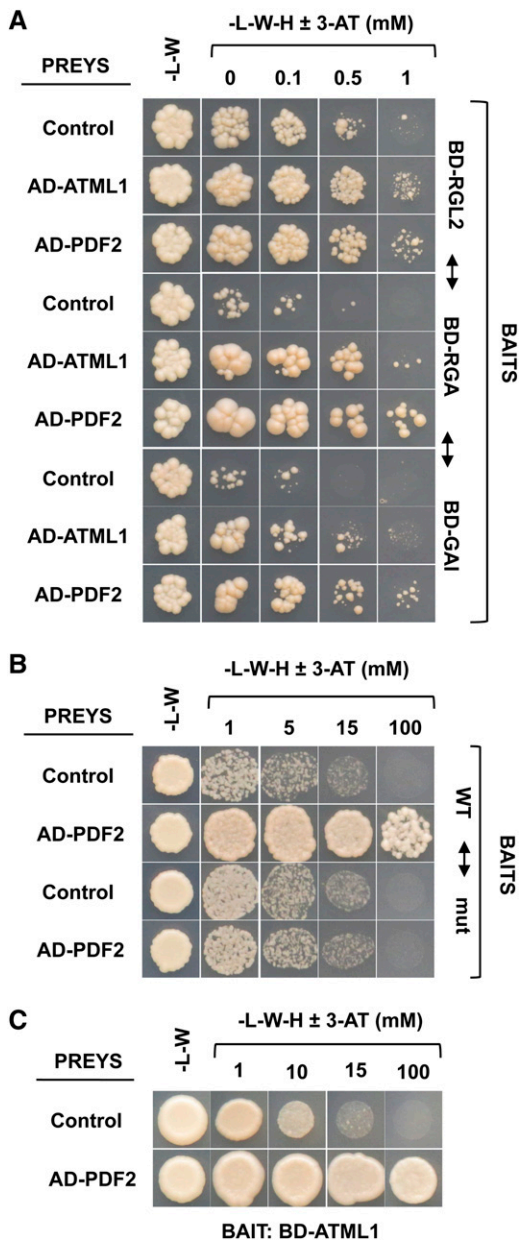 A
-L-W-H ± 3-AT (mM)
PREYS
-L-W
0 0.1 0.5 1
Control
AD-ATML1
AD-PDF2
Control
AD-ATML1
AD-PDF2
Control
AD-ATML1
AD-PDF2
BD-RGL2
BD-RGA
BD-GAI
BAITS
B
-L-W-H ± 3-AT (mM)
PREYS
-L-W
1 5 15 100
Control
AD-PDF2
Control
AD-PDF2
WT
mut
BAITS
C
-L-W-H ± 3-AT (mM)
PREYS
-L-W
1 10 15 100
Control
AD-PDF2
BAIT: BD-ATML1